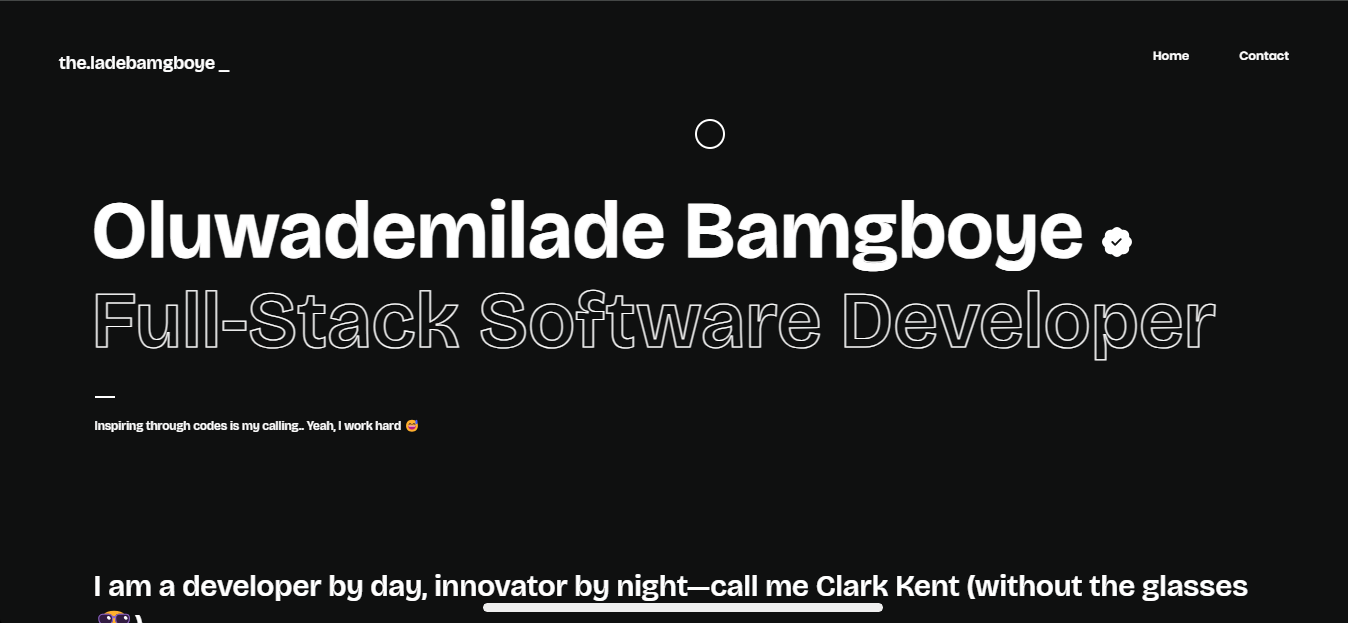 the.ladebamgboye _
Home
Contact
Oluwademilade Bamgboye
Full-Stack Software Developer
Inspiring through codes is my calling.. Yeah, I work hard 😅
I am a developer by day, innovator by night—call me Clark Kent (without the glasses
😎)